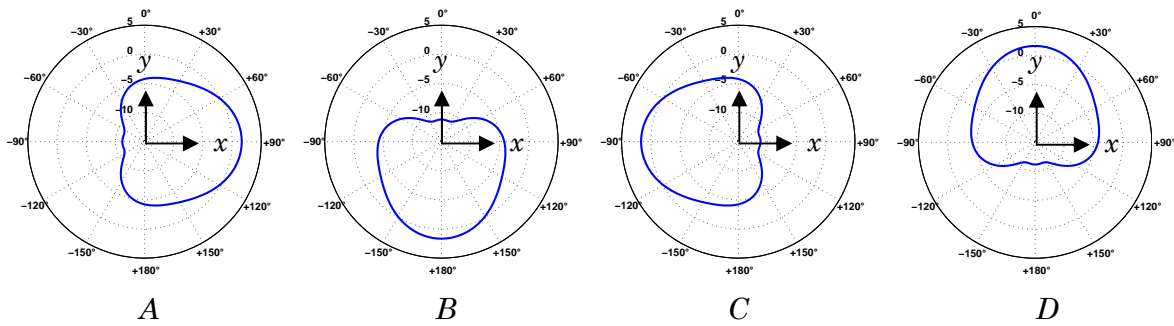 0° 0° 0° 0°
−30° 5 +30° −30° 5 +30° −30° 5 +30° −30° 5 +30°
0 0 0 0
−60° y +60° −60° y +60° −60° y +60° −60° y +60°
−5 −5 −5 −5
−10 −10 −10 −10
−90° x +90° −90° x +90° −90° x +90° −90° x +90°
−120° +120° −120° +120° −120° +120° −120° +120°
−150° +150° −150° +150° −150° +150° −150° +150°
+180° +180° +180° +180°
A B C D